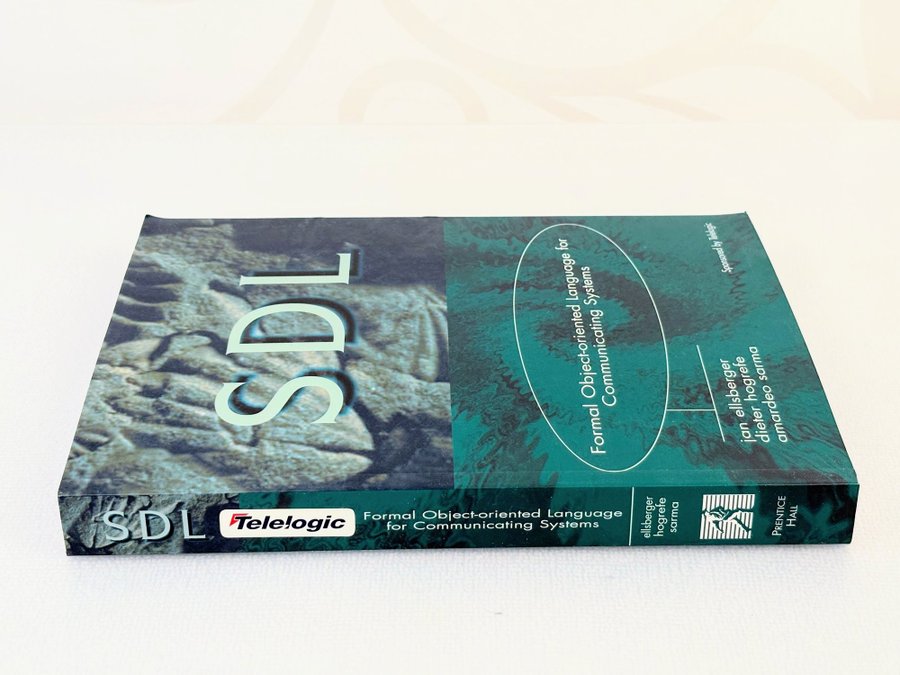 SDL
Formal Object-oriented Language for
Communicating Systems
jan ellsberger
dieter hogrefe
amardeo sarma
Sponsored by Telelogic
SDL
Telelogic
Formal Object-oriented Language
for Communicating Systems
ellsberger
hogrefe
sarma
PRENTICE
HALL